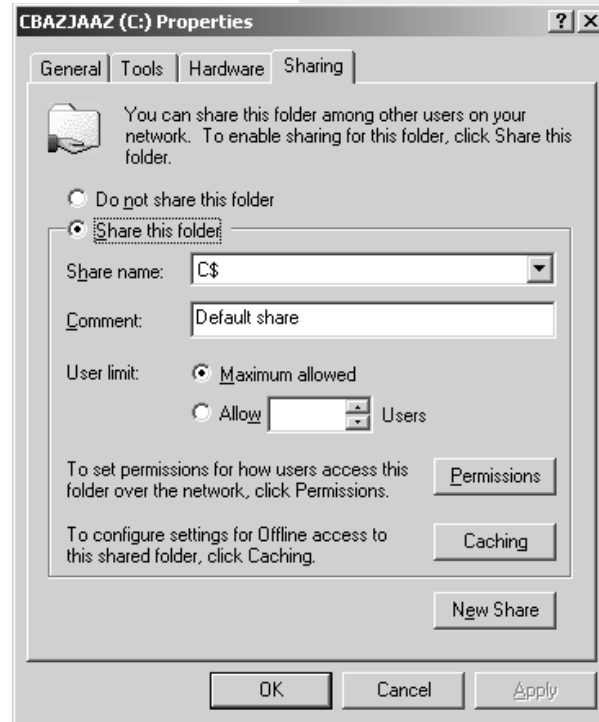 CBAZJAAZ (C:) Properties
General Tools Hardware Sharing
You can share this folder among other users on your
network. To enable sharing for this folder, click Share this
folder.
Do not share this folder
Share this folder
Share name: C$
Comment: Default share
User limit: Maximum allowed
Allow Users
To set permissions for how users access this
folder over the network, click Permissions.
Permissions
To configure settings for Offline access to
this shared folder, click Caching.
Caching
New Share
OK Cancel Apply